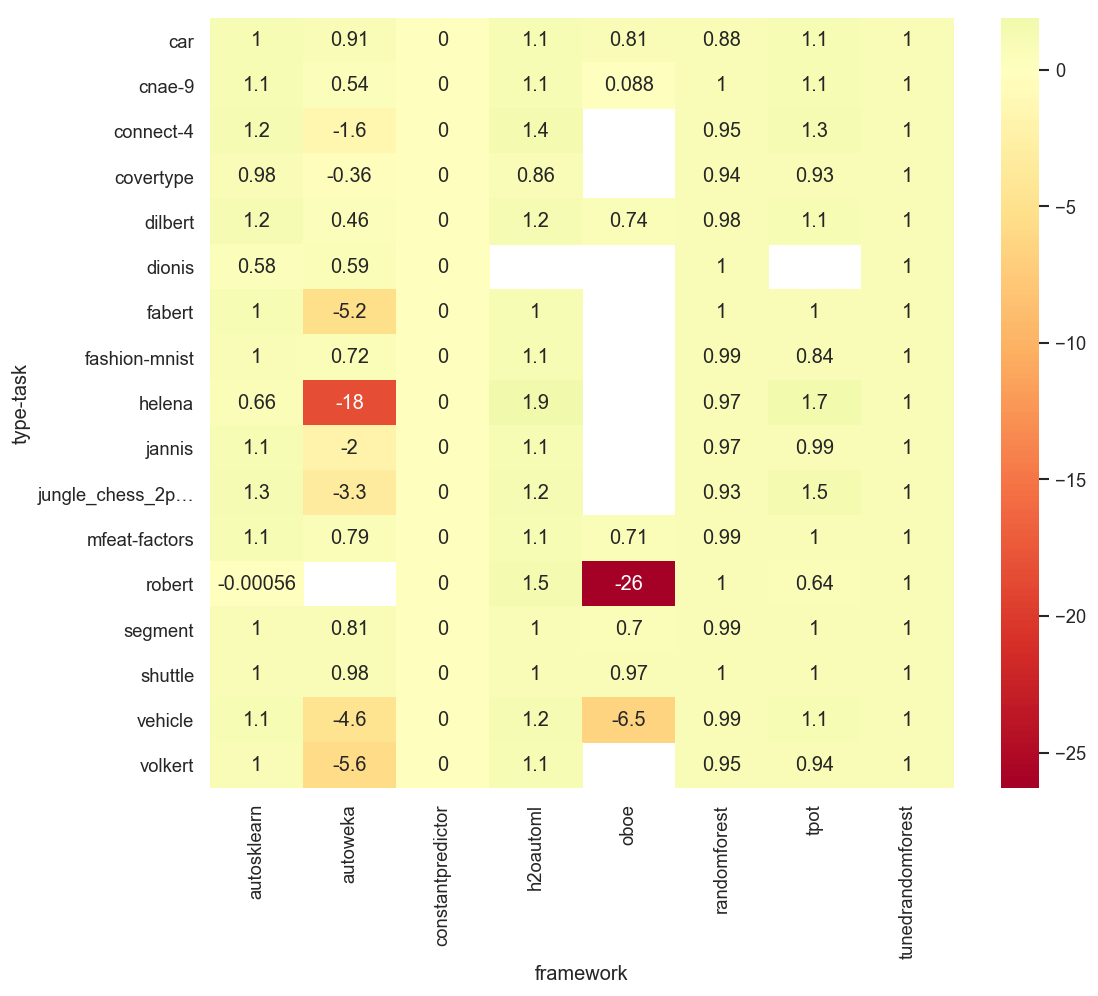 car 1 0.91 0 1.1 0.81 0.88 1.1 1
cnae-9 1.1 0.54 0 1.1 0.088 1 1.1 1
connect-4 1.2 -1.6 0 1.4 0.95 1.3 1
covertype 0.98 -0.36 0 0.86 0.94 0.93 1
dilbert 1.2 0.46 0 1.2 0.74 0.98 1.1 1
dionis 0.58 0.59 0 1 1
fabert 1 -5.2 0 1 1 1 1
fashion-mnist 1 0.72 0 1.1 0.99 0.84 1
helena 0.66 -18 0 1.9 0.97 1.7 1
jannis 1.1 -2 0 1.1 0.97 0.99 1
jungle_chess_2p… 1.3 -3.3 0 1.2 0.93 1.5 1
mfeat-factors 1.1 0.79 0 1.1 0.71 0.99 1 1
robert -0.00056 0 1.5 -26 1 0.64 1
segment 1 0.81 0 1 0.7 0.99 1 1
shuttle 1 0.98 0 1 0.97 1 1 1
vehicle 1.1 -4.6 0 1.2 -6.5 0.99 1.1 1
volkert 1 -5.6 0 1.1 0.95 0.94 1
type-task
autosklearn
autoweka
constantpredictor
h2oautoml
oboe
randomforest
tpot
tunedrandomforest
framework
0
−5
−10
−15
−20
−25